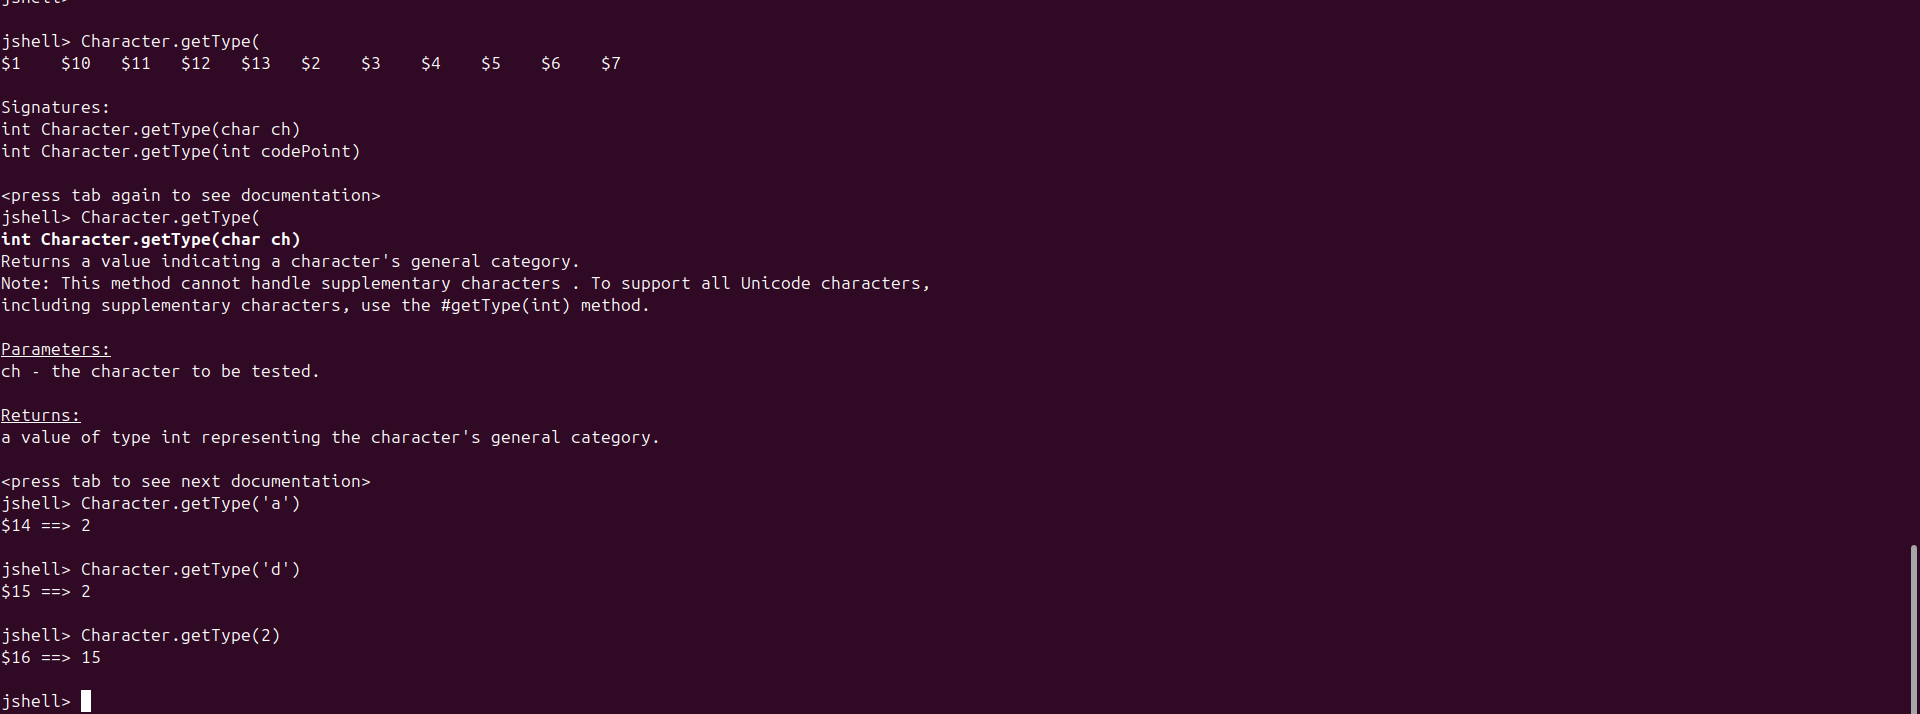 jshell>
jshell> Character.getType(
$1    $10   $11   $12   $13   $2    $3    $4    $5    $6    $7
Signatures:
int Character.getType(char ch)
int Character.getType(int codePoint)
<press tab again to see documentation>
jshell> Character.getType(
int Character.getType(char ch)
Returns a value indicating a character's general category.
Note: This method cannot handle supplementary characters . To support all Unicode characters,
including supplementary characters, use the #getType(int) method.
Parameters:
ch - the character to be tested.
Returns:
a value of type int representing the character's general category.
<press tab to see next documentation>
jshell> Character.getType('a')
$14 ==> 2
jshell> Character.getType('d')
$15 ==> 2
jshell> Character.getType(2)
$16 ==> 15
jshell>